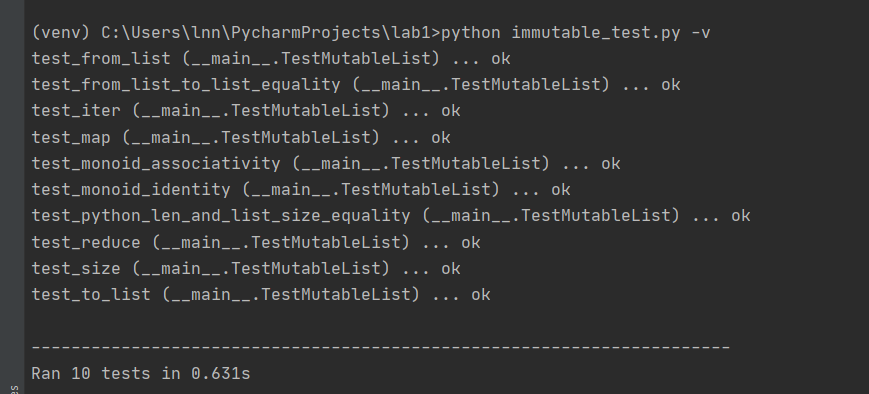 (venv) C:\Users\lnn\PycharmProjects\lab1>python immutable_test.py -v
test_from_list (__main__.TestMutableList) ... ok
test_from_list_to_list_equality (__main__.TestMutableList) ... ok
test_iter (__main__.TestMutableList) ... ok
test_map (__main__.TestMutableList) ... ok
test_monoid_associativity (__main__.TestMutableList) ... ok
test_monoid_identity (__main__.TestMutableList) ... ok
test_python_len_and_list_size_equality (__main__.TestMutableList) ... ok
test_reduce (__main__.TestMutableList) ... ok
test_size (__main__.TestMutableList) ... ok
test_to_list (__main__.TestMutableList) ... ok
----------------------------------------------------------------------
Ran 10 tests in 0.631s